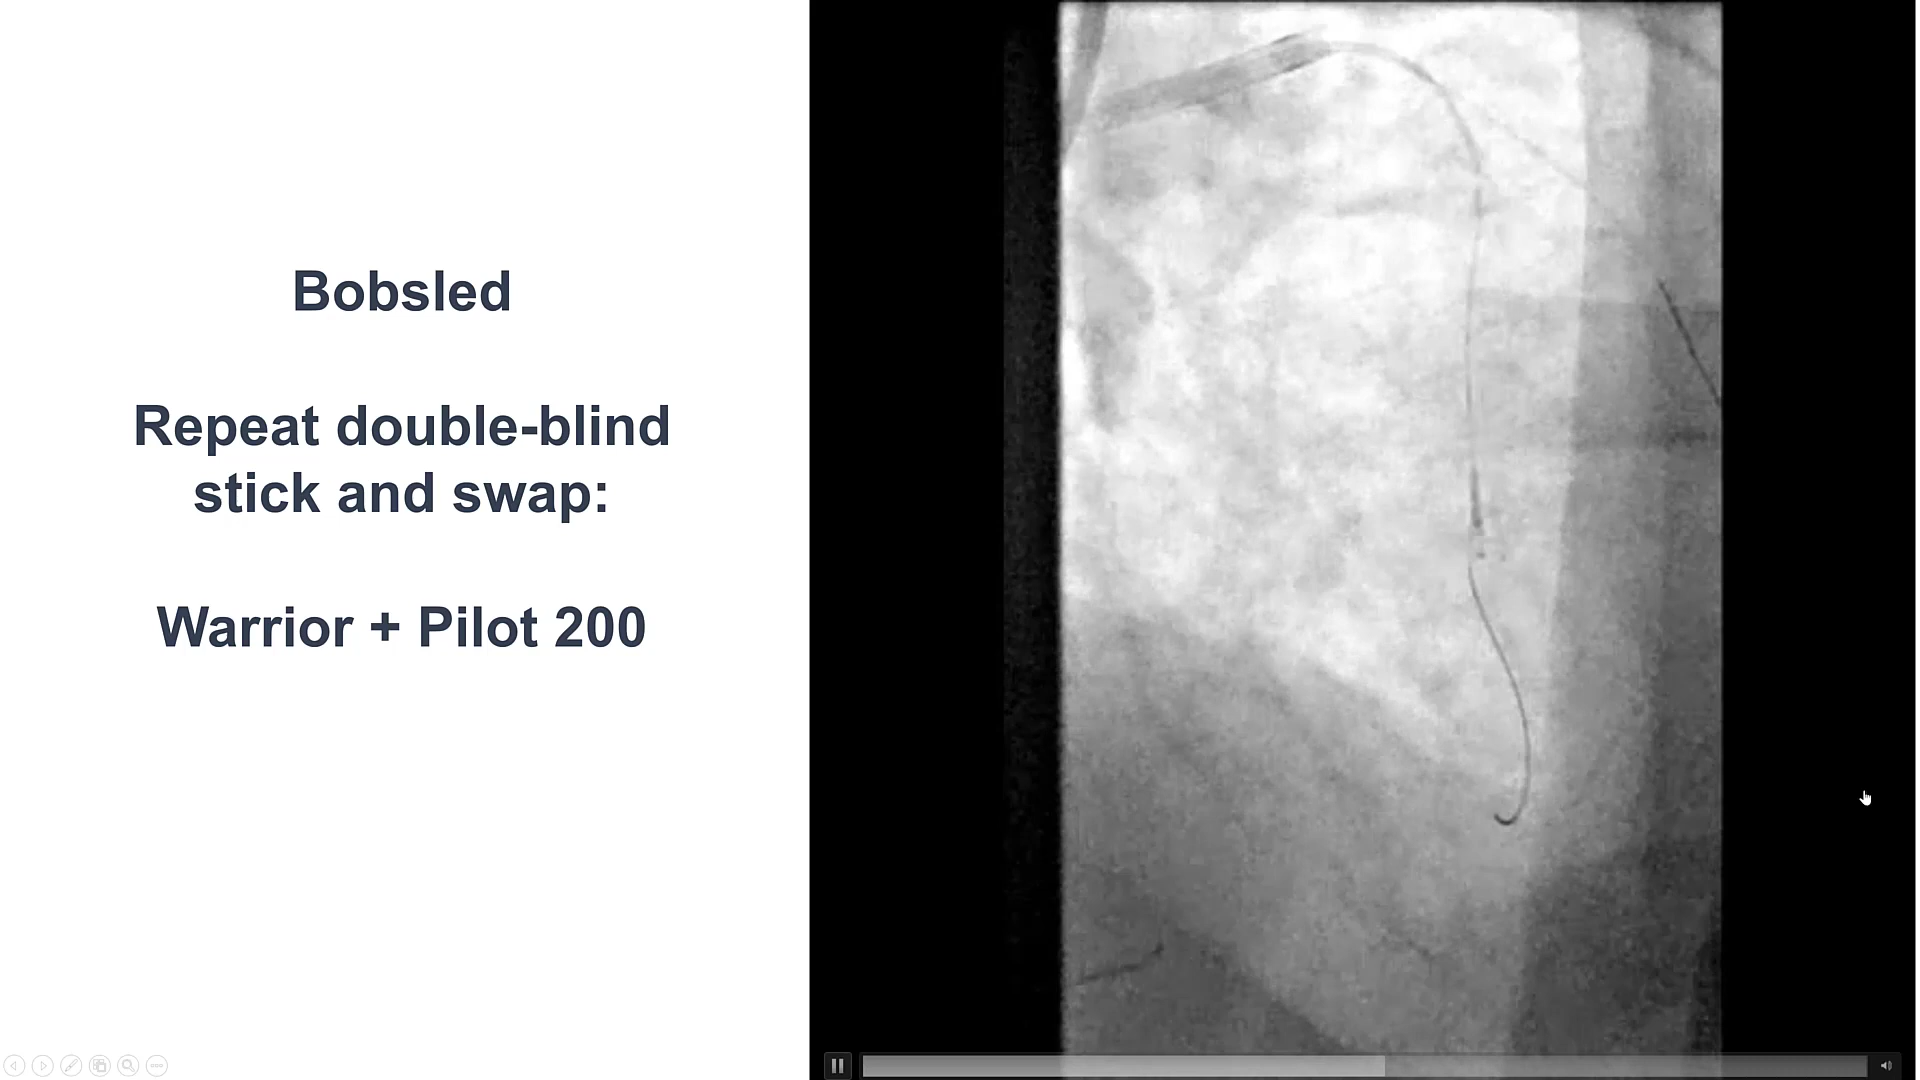 Bobsled
Repeat double-blind
stick and swap:
Warrior + Pilot 200